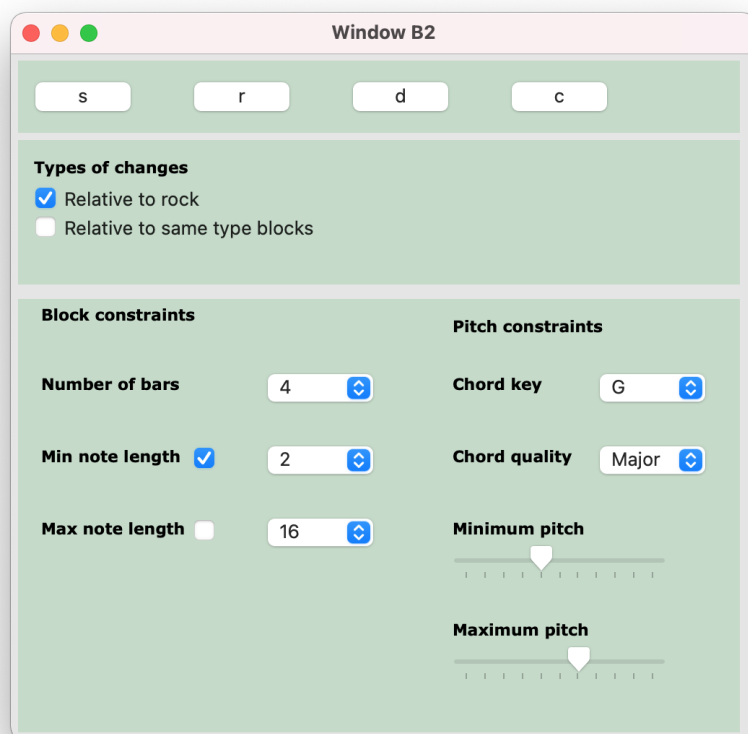 Window B2
s r d c
Types of changes
Relative to rock
Relative to same type blocks
Block constraints
Pitch constraints
Number of bars 4
Chord key G
Min note length 2
Chord quality Major
Max note length 16
Minimum pitch
Maximum pitch